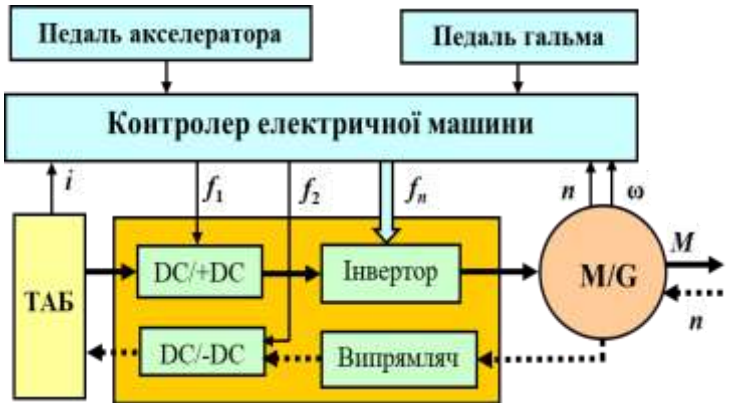 Педаль акселератора
Педаль гальма
Контролер електричної машини
i
f1
f2
fn
n
ω
ТАБ
DC/+DC
Інвертор
M/G
M
DC/-DC
Випрямляч
n